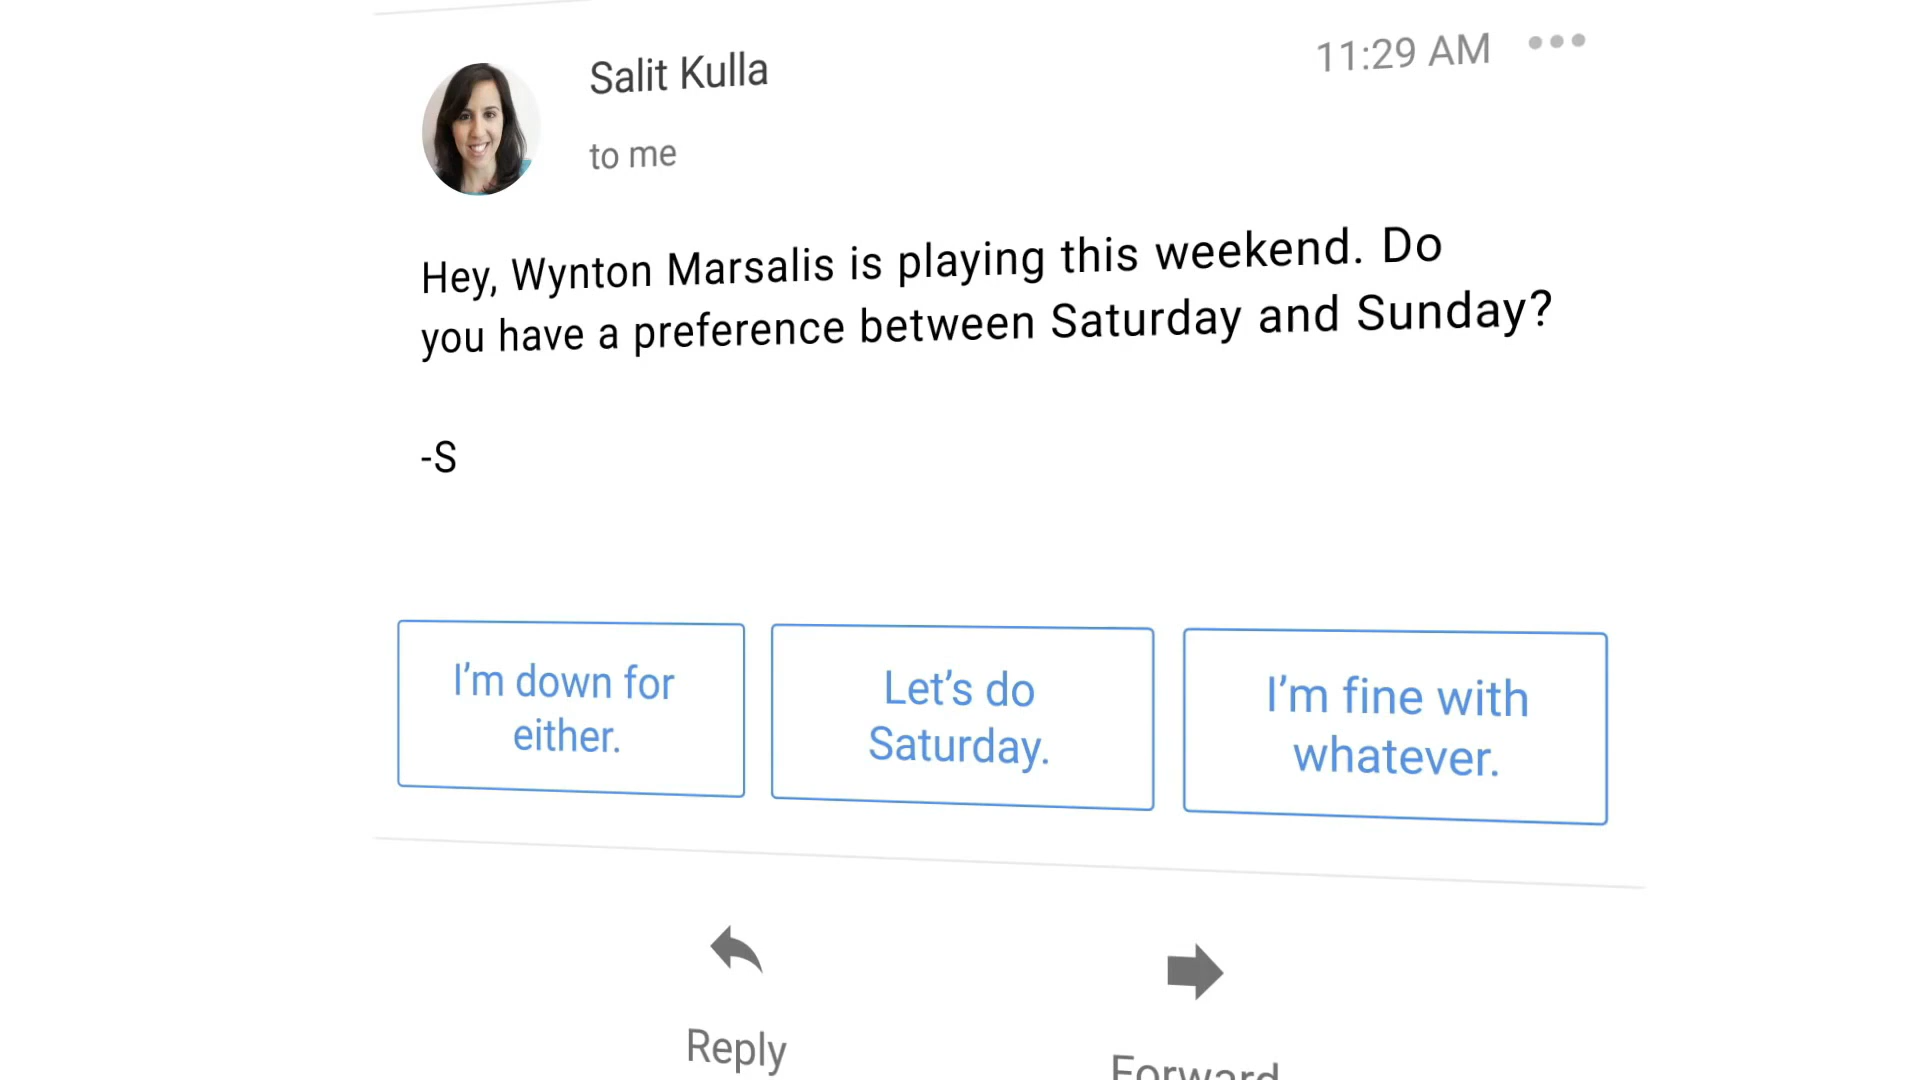 Salit Kulla
11:29 AM
to me
Hey, Wynton Marsalis is playing this weekend. Do
you have a preference between Saturday and Sunday?
-S
I’m down for
either.
Let’s do
Saturday.
I’m fine with
whatever.
Reply
Forward